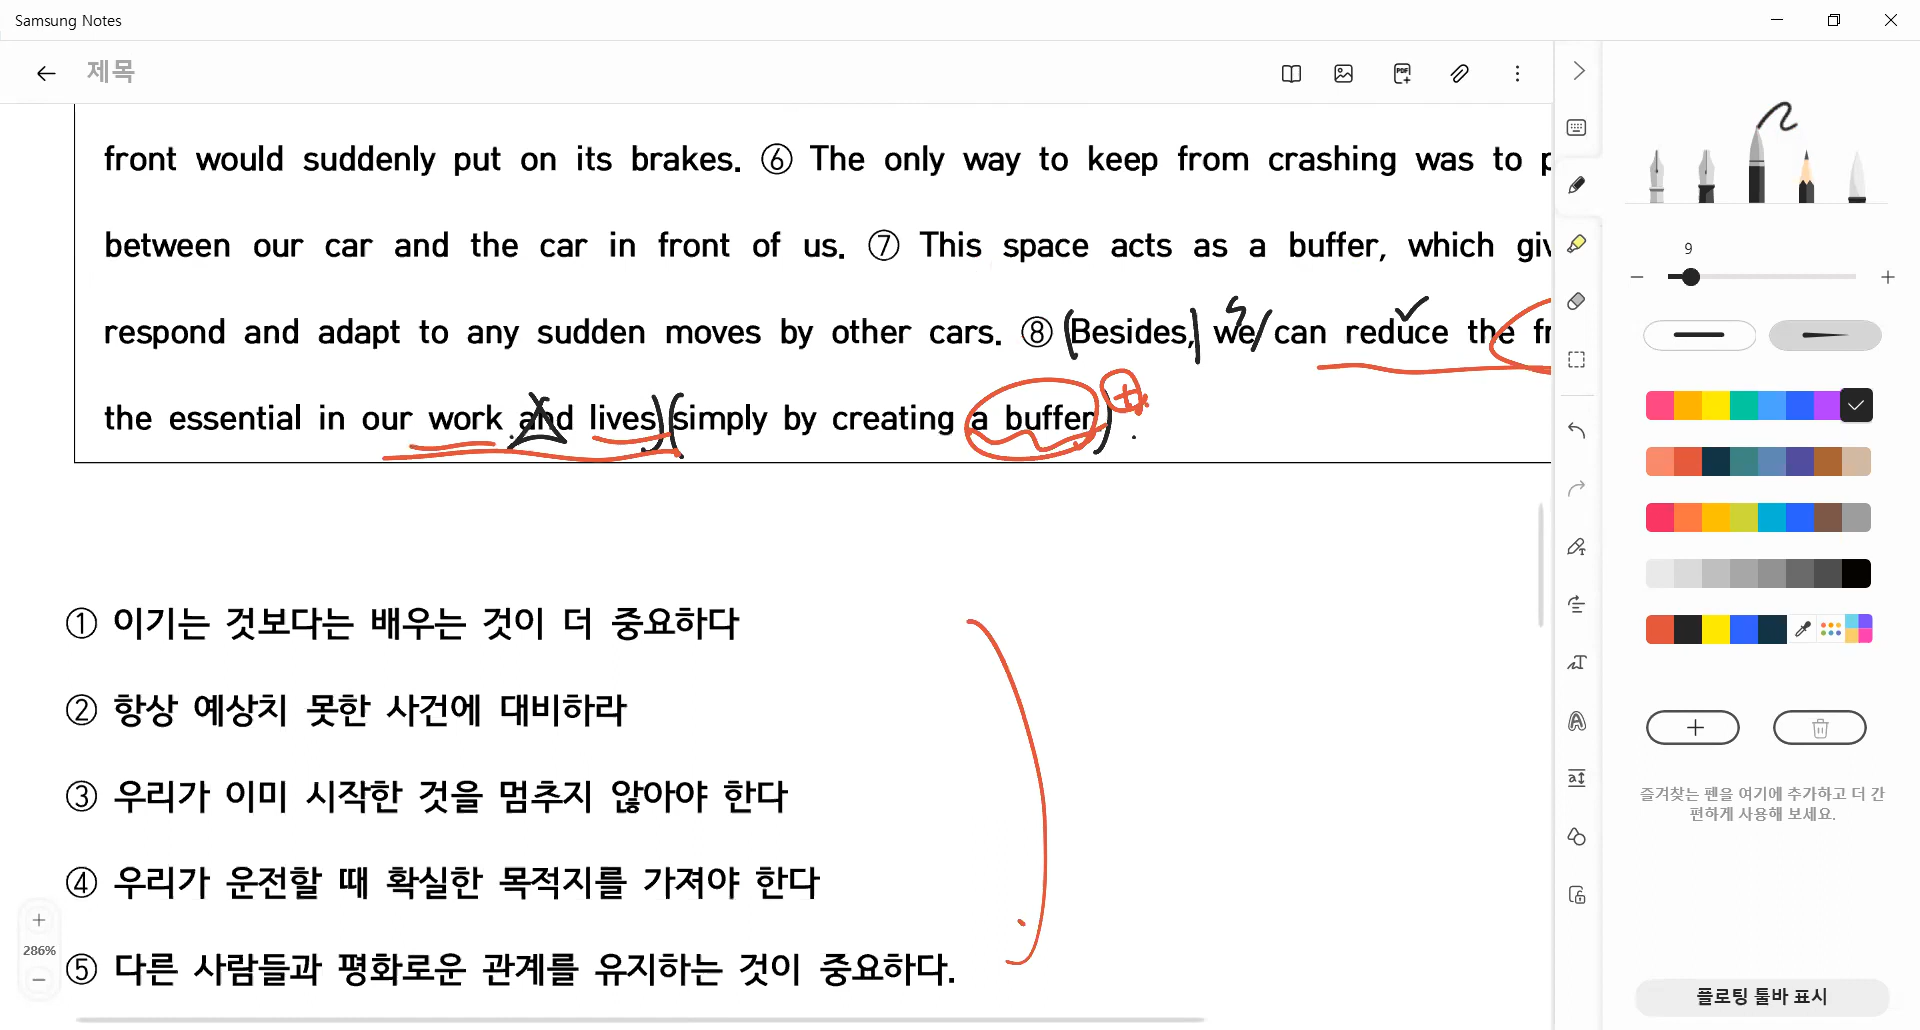 Samsung Notes
제목
front would suddenly put on its brakes. ⑥ The only way to keep from crashing was to
between our car and the car in front of us. ⑦ This space acts as a buffer, which
respond and adapt to any sudden moves by other cars. ⑧ Besides, we can reduce the
the essential in our work and lives simply by creating a buffer.
① 이기는 것보다는 배우는 것이 더 중요하다
② 항상 예상치 못한 사건에 대비하라
③ 우리가 이미 시작한 것을 멈추지 않아야 한다
④ 우리가 운전할 때 확실한 목적지를 가져야 한다
⑤ 다른 사람들과 평화로운 관계를 유지하는 것이 중요하다.
286%
9
즐겨찾는 펜을 여기에 추가하고 더 간
편하게 사용해 보세요.
플로팅 툴바 표시